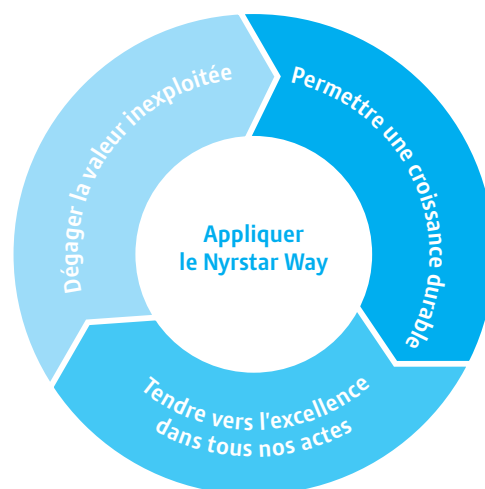 Dégager la valeur inexploitée
Permettre une croissance durable
Appliquer
le Nyrstar Way
Tendre vers l'excellence
dans tous nos actes